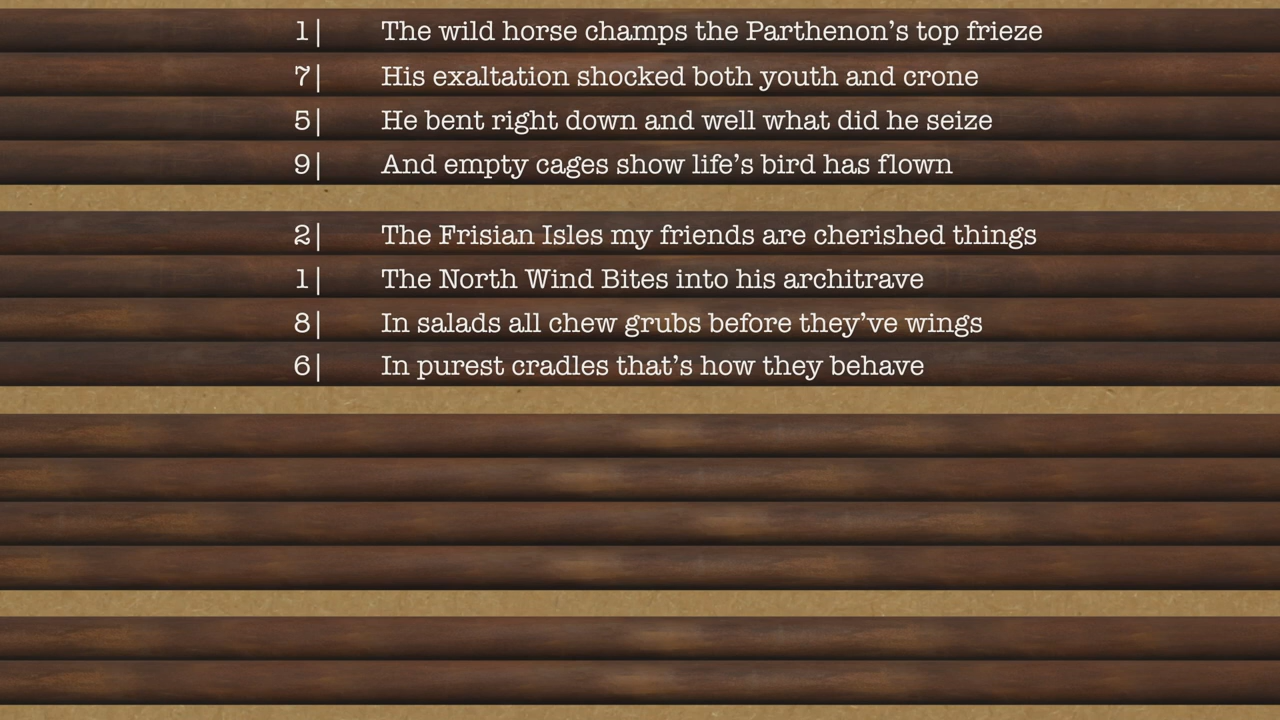 1| The wild horse champs the Parthenon’s top frieze
7| His exaltation shocked both youth and crone
5| He bent right down and well what did he seize
9| And empty cages show life’s bird has flown
2| The Frisian Isles my friends are cherished things
1| The North Wind Bites into his architrave
8| In salads all chew grubs before they’ve wings
6| In purest cradles that’s how they behave